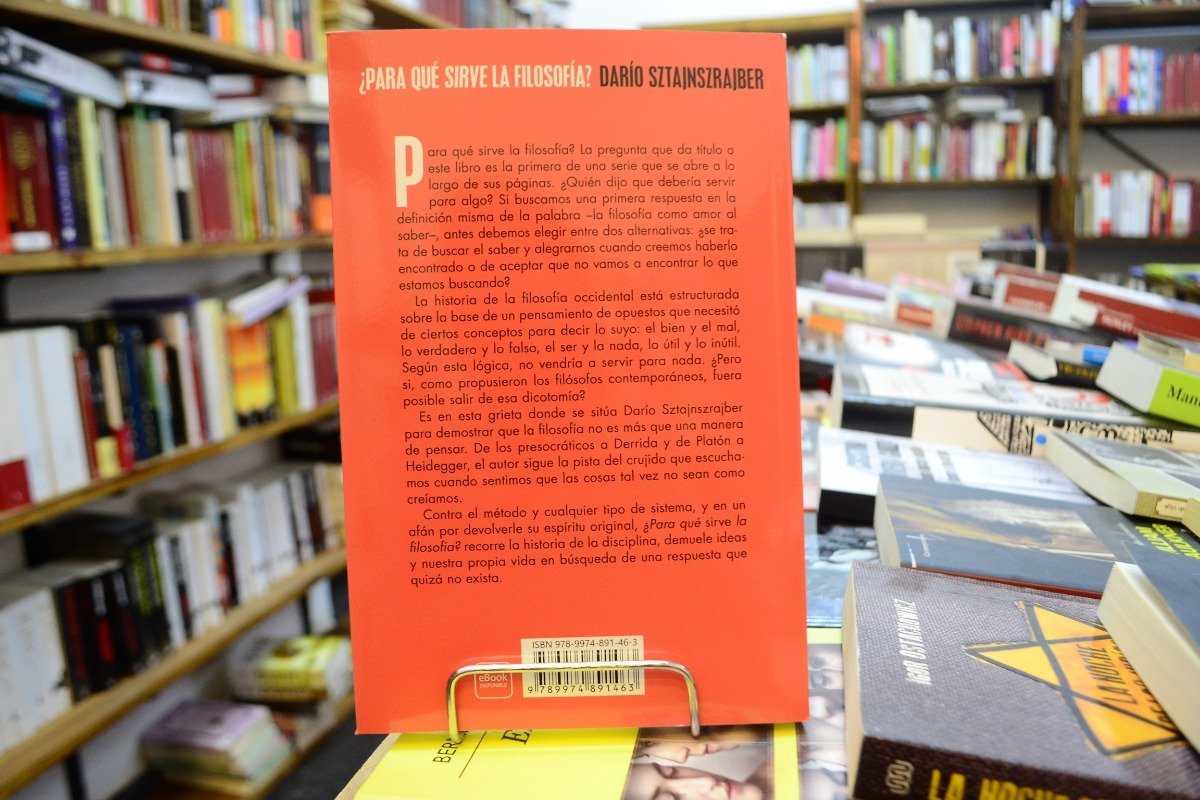 ¿PARA QUÉ SIRVE LA FILOSOFÍA? DARÍO SZTAJNSZRAJBER
Para qué sirve la filosofía? La pregunta que da título a
este libro es la primera de una serie que se abre a lo
largo de sus páginas. ¿Quién dijo que debería servir
para algo? Si buscamos una primera respuesta en la
definición misma de la palabra –la filosofía como amor al
saber–, antes debemos elegir entre dos alternativas: ¿se tra-
ta de buscar el saber y alegrarnos cuando creemos haberlo
encontrado o de aceptar que no vamos a encontrar lo que
estamos buscando?
La historia de la filosofía occidental está estructurada
sobre la base de un pensamiento de opuestos que necesitó
de ciertos conceptos para decir lo suyo: el bien y el mal,
lo verdadero y lo falso, el ser y la nada, lo útil y lo inútil.
Según esta lógica, no vendría a servir para nada. ¿Pero
si, como propusieron los filósofos contemporáneos, fuera
posible salir de esa dicotomía?
Es en esta grieta donde se sitúa Darío Sztajnszrajber
para demostrar que la filosofía no es más que una manera
de pensar. De los presocráticos a Derrida y de Platón a
Heidegger, el autor sigue la pista del crujido que escucha-
mos cuando sentimos que las cosas tal vez no sean como
creíamos.
Contra el método y cualquier tipo de sistema, y en un
afán por devolverle su espíritu original, ¿Para qué sirve la
filosofía? recorre la historia de la disciplina, demuele ideas
y nuestra propia vida en búsqueda de una respuesta que
quizá no exista.
ISBN 978-9974-891-46-3
eBook
DISPONIBLE
9 789974 891463
STEPHEN
LA NOCHE
LA NOCHE